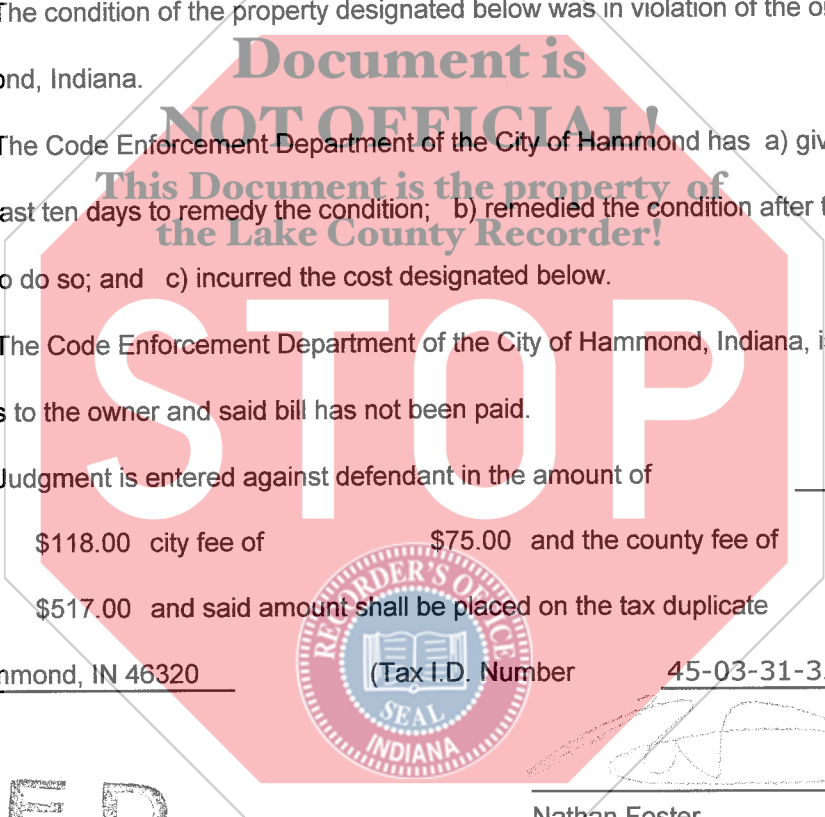 The condition of the property designated below was in violation of the o
Document is
ond, Indiana.
NOT OFFICIAL!
The Code Enforcement Department of the City of Hammond has a) giv
This Document is the property of
ast ten days to remedy the condition; b) remedied the condition after t
the Lake County Recorder!
o do so; and c) incurred the cost designated below.
STOP
The Code Enforcement Department of the City of Hammond, Indiana, i
s to the owner and said bill has not been paid.
Judgment is entered against defendant in the amount of
$118.00 city fee of $75.00 and the county fee of
$517.00 and said amount shall be placed on the tax duplicate
RECORDER'S OFFICE
mmond, IN 46320 (Tax I.D. Number 45-03-31-3
SEAL
INDIANA
ED
Nathan Foster